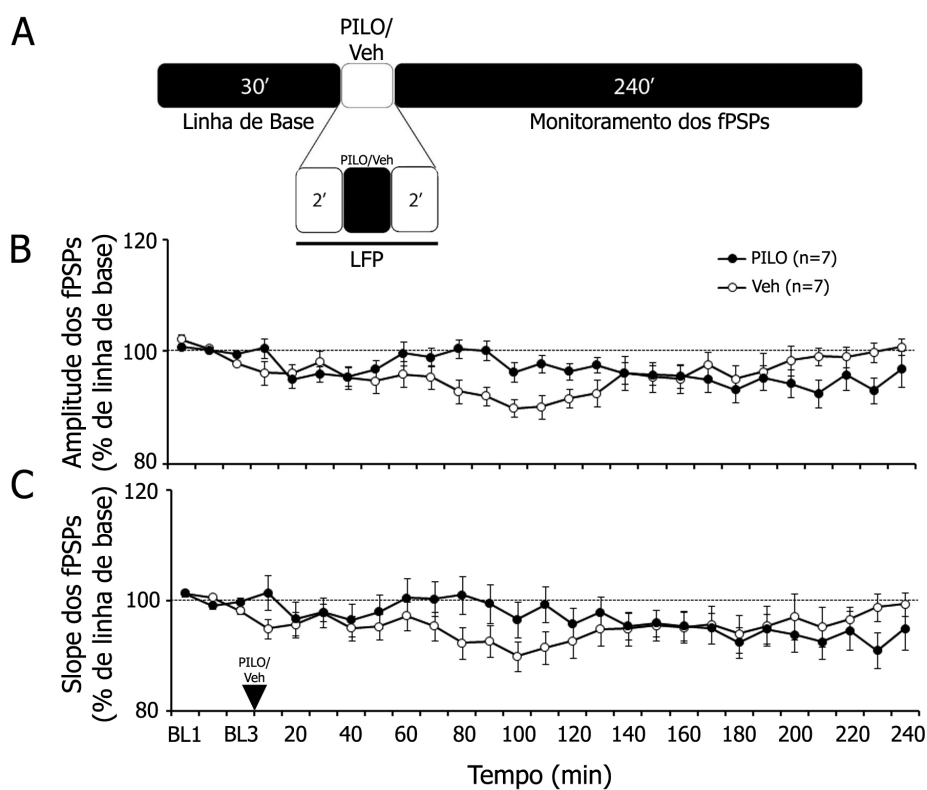 A
PILO/
Veh
30′
240′
Linha de Base
Monitoramento dos fPSPs
PILO/Veh
2′
2′
LFP
B
Amplitude dos fPSPs
(% de linha de base)
120
100
80
PILO (n=7)
Veh (n=7)
C
Slope dos fPSPs
(% de linha de base)
120
100
80
PILO/
Veh
BL1 BL3 20 40 60 80 100 120 140 160 180 200 220 240
Tempo (min)